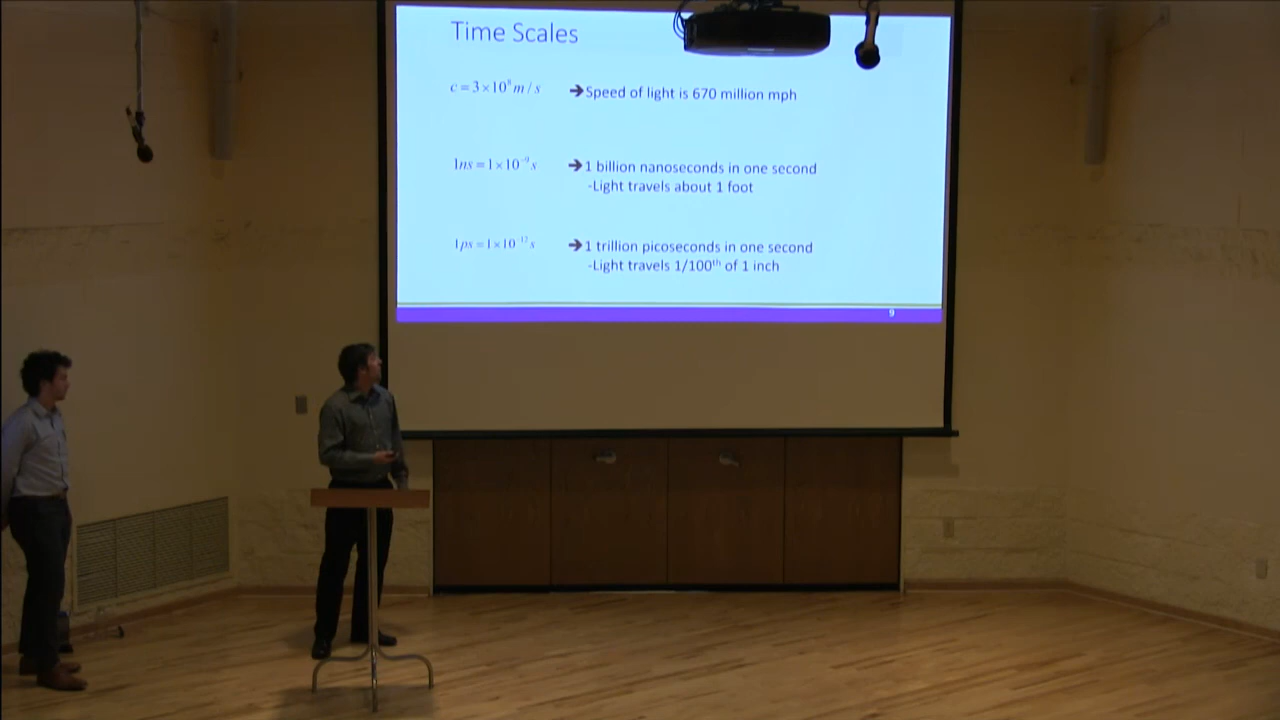 Time Scales
c = 3×10⁸ m/s ➔Speed of light is 670 million mph
1ns = 1×10⁻⁹ s ➔1 billion nanoseconds in one second
-Light travels about 1 foot
1ps = 1×10⁻¹² s ➔1 trillion picoseconds in one second
-Light travels 1/100ᵗʰ of 1 inch
9